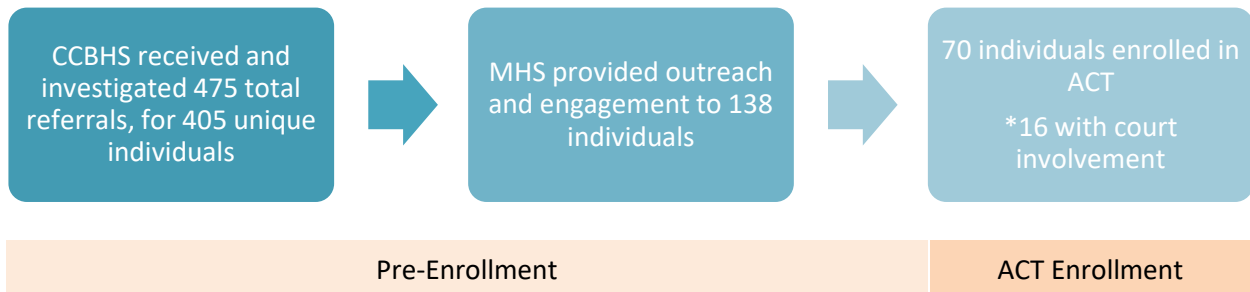 CCBHS received and
investigated 475 total
referrals, for 405 unique
individuals
MHS provided outreach
and engagement to 138
individuals
70 individuals enrolled in
ACT
*16 with court
involvement
Pre-Enrollment
ACT Enrollment